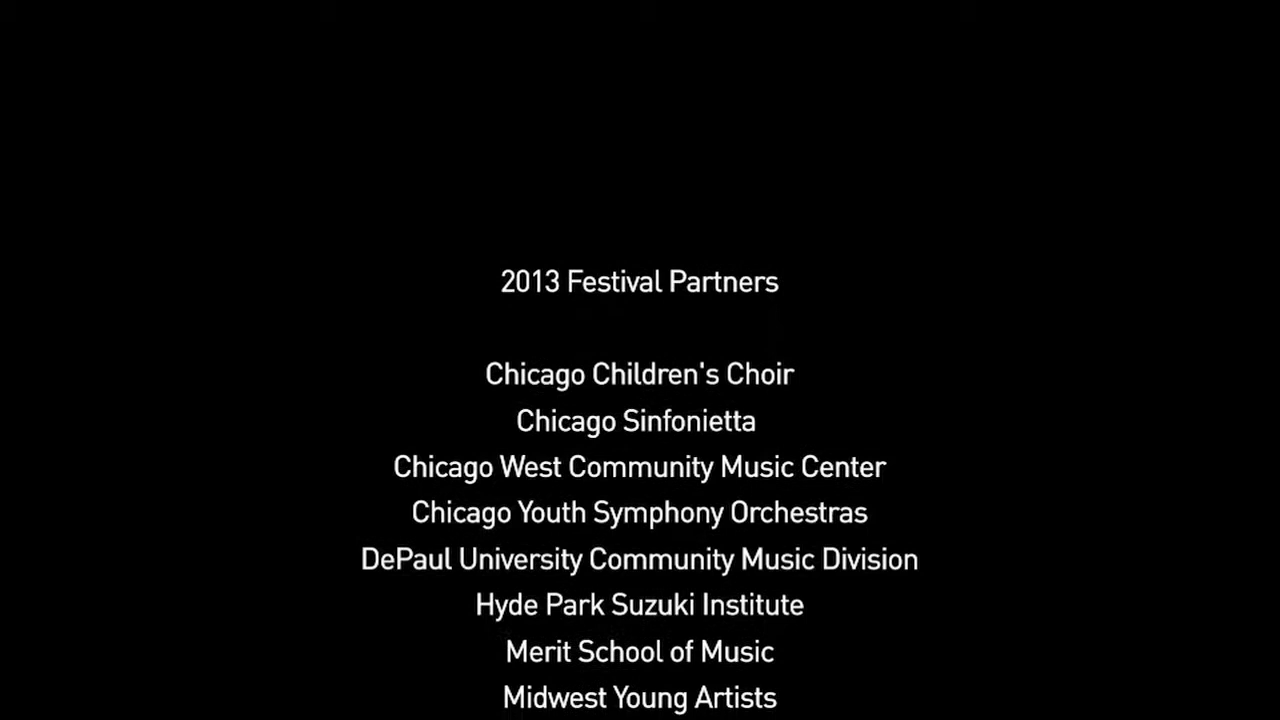 2013 Festival Partners
Chicago Children's Choir
Chicago Sinfonietta
Chicago West Community Music Center
Chicago Youth Symphony Orchestras
DePaul University Community Music Division
Hyde Park Suzuki Institute
Merit School of Music
Midwest Young Artists